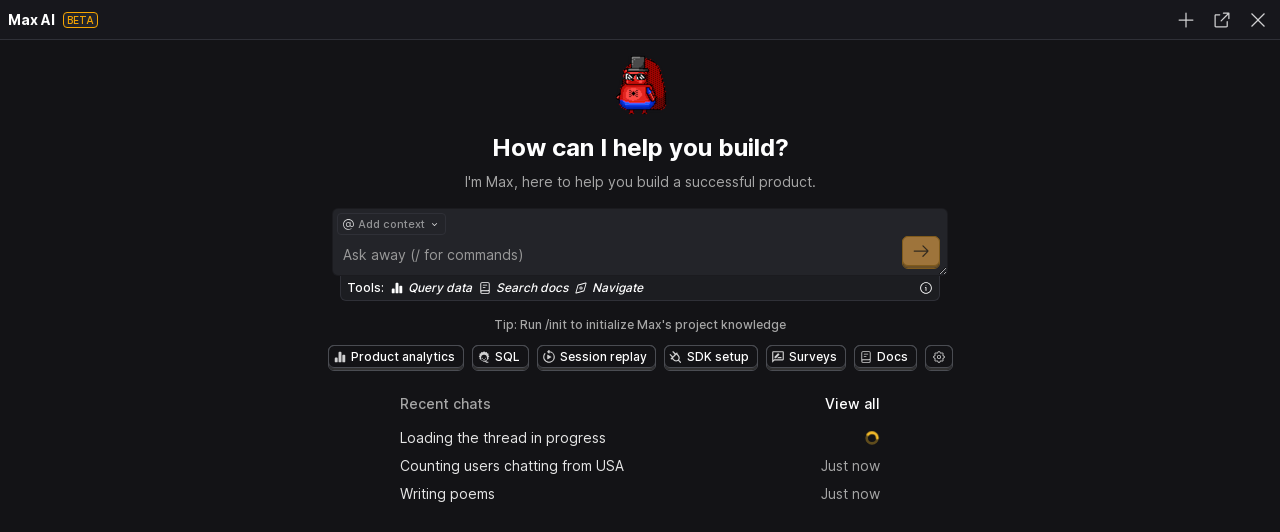 Max AI BETA
How can I help you build?
I'm Max, here to help you build a successful product.
@ Add context
Ask away (/ for commands)
Tools: Query data Search docs Navigate
Tip: Run /init to initialize Max's project knowledge
Product analytics SQL Session replay SDK setup Surveys Docs
Recent chats View all
Loading the thread in progress
Counting users chatting from USA Just now
Writing poems Just now